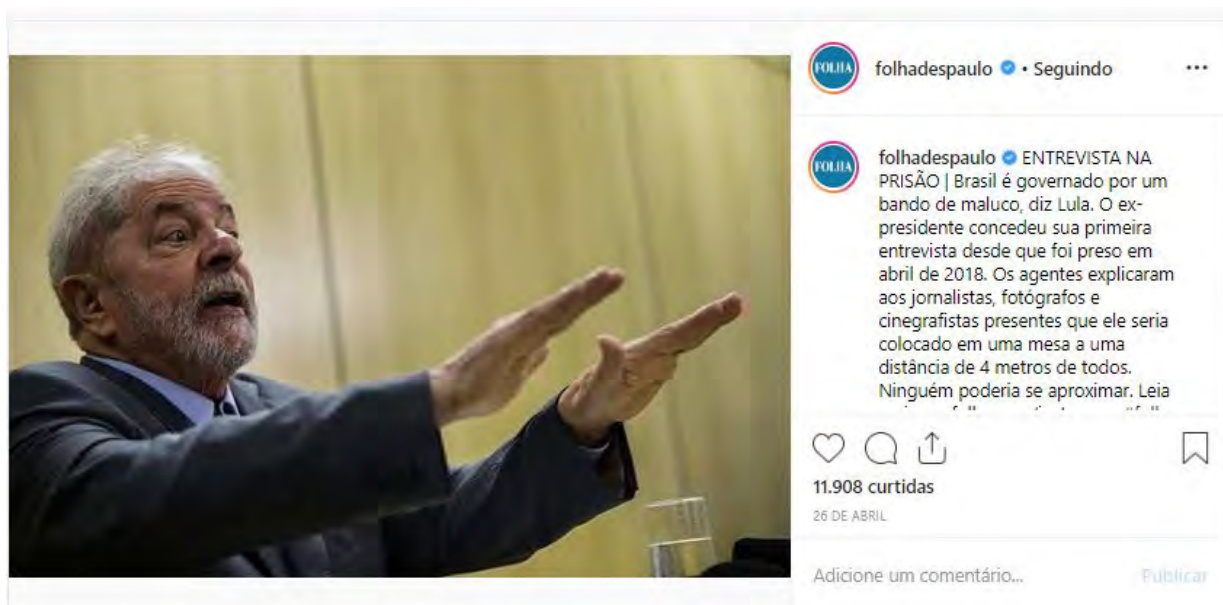 FOLHA
folhadespaulo • Seguindo
FOLHA
folhadespaulo ENTREVISTA NA
PRISÃO | Brasil é governado por um
bando de maluco, diz Lula. O ex-
presidente concedeu sua primeira
entrevista desde que foi preso em
abril de 2018. Os agentes explicaram
aos jornalistas, fotógrafos e
cinegrafistas presentes que ele seria
colocado em uma mesa a uma
distância de 4 metros de todos.
Ninguém poderia se aproximar. Leia
11.908 curtidas
26 DE ABRIL
Adicione um comentário...
Publicar